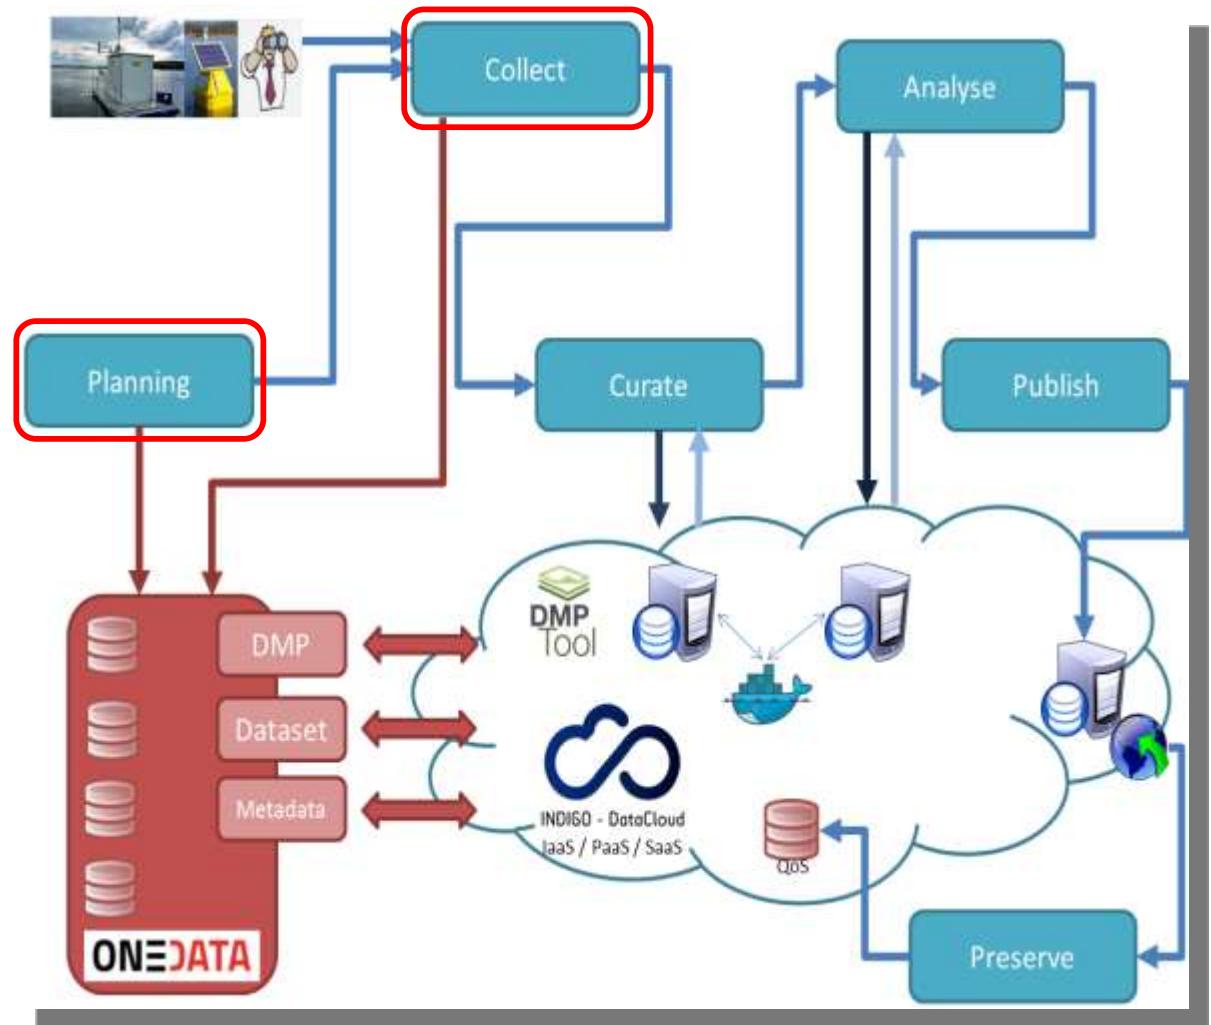 Collect
Analyse
Planning
Curate
Publish
DMP
Tool
DMP
Dataset
Metadata
INDIGO - DataCloud
IaaS / PaaS / SaaS
QoS
ONEDATA
Preserve